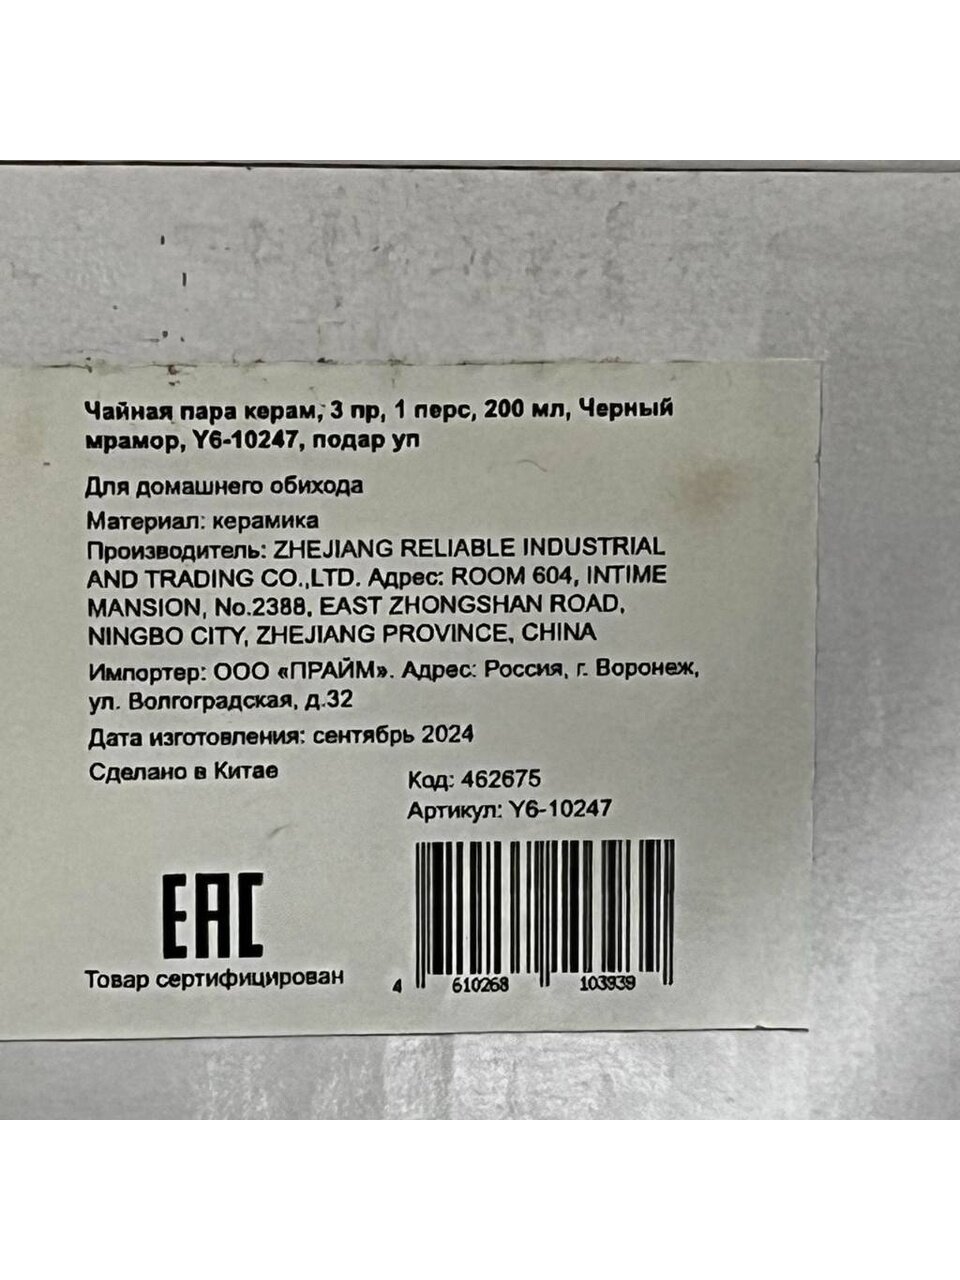 Чайная пара керам, 3 пр, 1 перс, 200 мл, Черный
мрамор, Y6-10247, подар уп
Для домашнего обихода
Материал: керамика
Производитель: ZHEJIANG RELIABLE INDUSTRIAL
AND TRADING CO.,LTD. Адрес: ROOM 604, INTIME
MANSION, No.2388, EAST ZHONGSHAN ROAD,
NINGBO CITY, ZHEJIANG PROVINCE, CHINA
Импортер: ООО «ПРАЙМ». Адрес: Россия, г. Воронеж,
ул. Волгоградская, д.32
Дата изготовления: сентябрь 2024
Сделано в Китае
Код: 462675
Артикул: Y6-10247
EAC
Товар сертифицирован
4 610268 103939